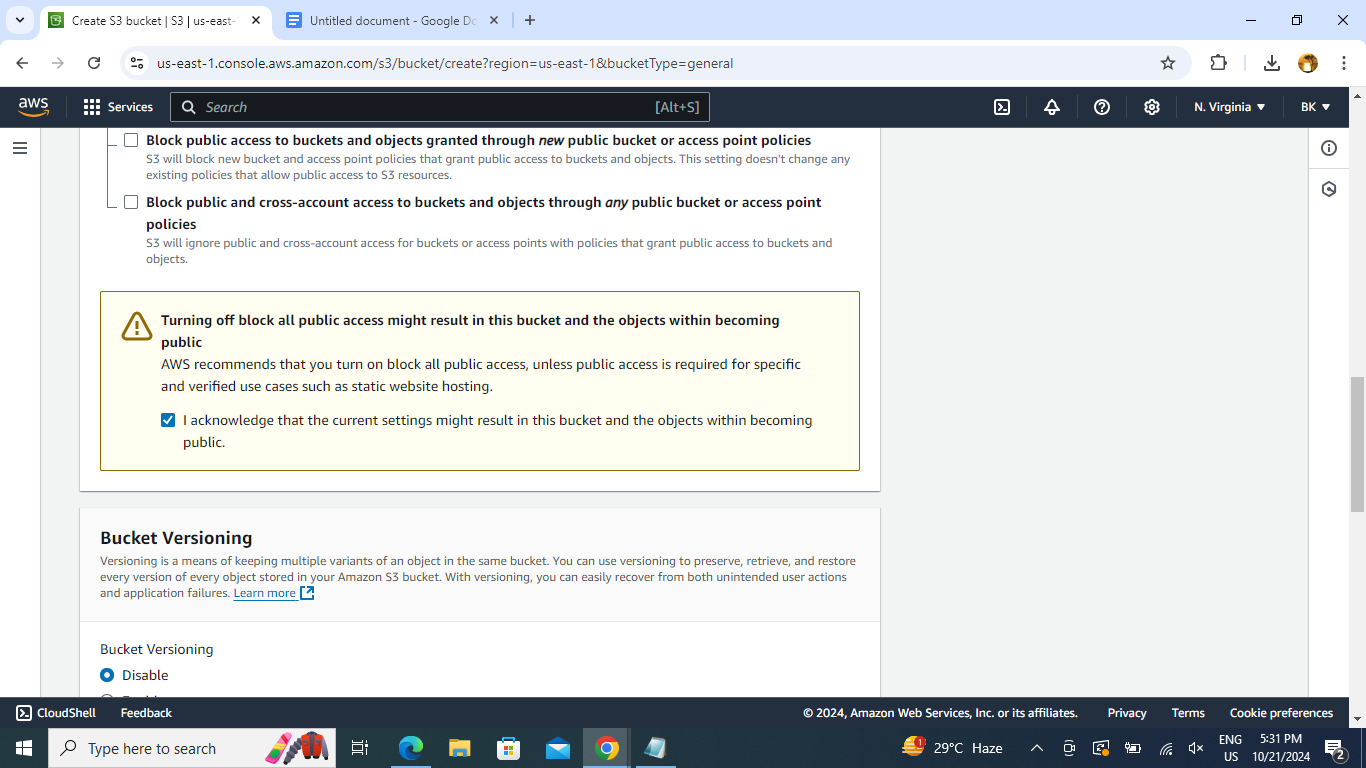 Create S3 bucket | S3 | us-east-
Untitled document - Google Do
us-east-1.console.aws.amazon.com/s3/bucket/create?region=us-east-1&bucketType=general
aws
Services
Search
[Alt+S]
N. Virginia
BK
Block public access to buckets and objects granted through new public bucket or access point policies
S3 will block new bucket and access point policies that grant public access to buckets and objects. This setting doesn't change any
existing policies that allow public access to S3 resources.
Block public and cross-account access to buckets and objects through any public bucket or access point
policies
S3 will ignore public and cross-account access for buckets or access points with policies that grant public access to buckets and
objects.
Turning off block all public access might result in this bucket and the objects within becoming
public
AWS recommends that you turn on block all public access, unless public access is required for specific
and verified use cases such as static website hosting.
I acknowledge that the current settings might result in this bucket and the objects within becoming
public.
Bucket Versioning
Versioning is a means of keeping multiple variants of an object in the same bucket. You can use versioning to preserve, retrieve, and restore
every version of every object stored in your Amazon S3 bucket. With versioning, you can easily recover from both unintended user actions
and application failures. Learn more
Bucket Versioning
Disable
CloudShell
Feedback
© 2024, Amazon Web Services, Inc. or its affiliates.
Privacy
Terms
Cookie preferences
Type here to search
1
29°C Haze
ENG
US
5:31 PM
10/21/2024
2